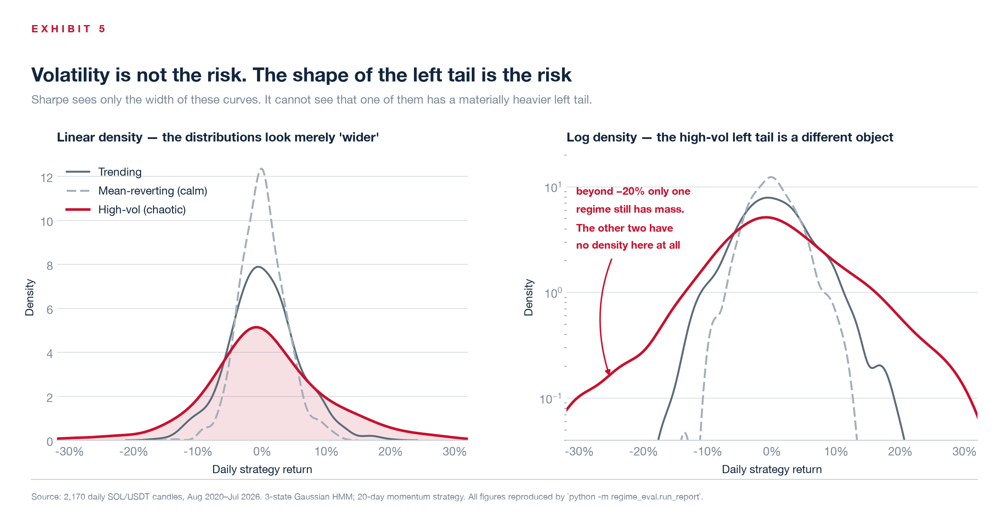 EXHIBIT 5
Volatility is not the risk. The shape of the left tail is the risk
Sharpe sees only the width of these curves. It cannot see that one of them has a materially heavier left tail.
Linear density — the distributions look merely 'wider'
Trending
Mean-reverting (calm)
High-vol (chaotic)
12
10
8
6
4
2
0
Density
-30%
-20%
-10%
0%
10%
20%
30%
Daily strategy return
Log density — the high-vol left tail is a different object
beyond −20% only one
regime still has mass.
The other two have
no density here at all
10¹
10⁰
10⁻¹
Density
-30%
-20%
-10%
0%
10%
20%
30%
Daily strategy return
Source: 2,170 daily SOL/USDT candles, Aug 2020–Jul 2026. 3-state Gaussian HMM; 20-day momentum strategy. All figures reproduced by `python -m regime_eval.run_report`.